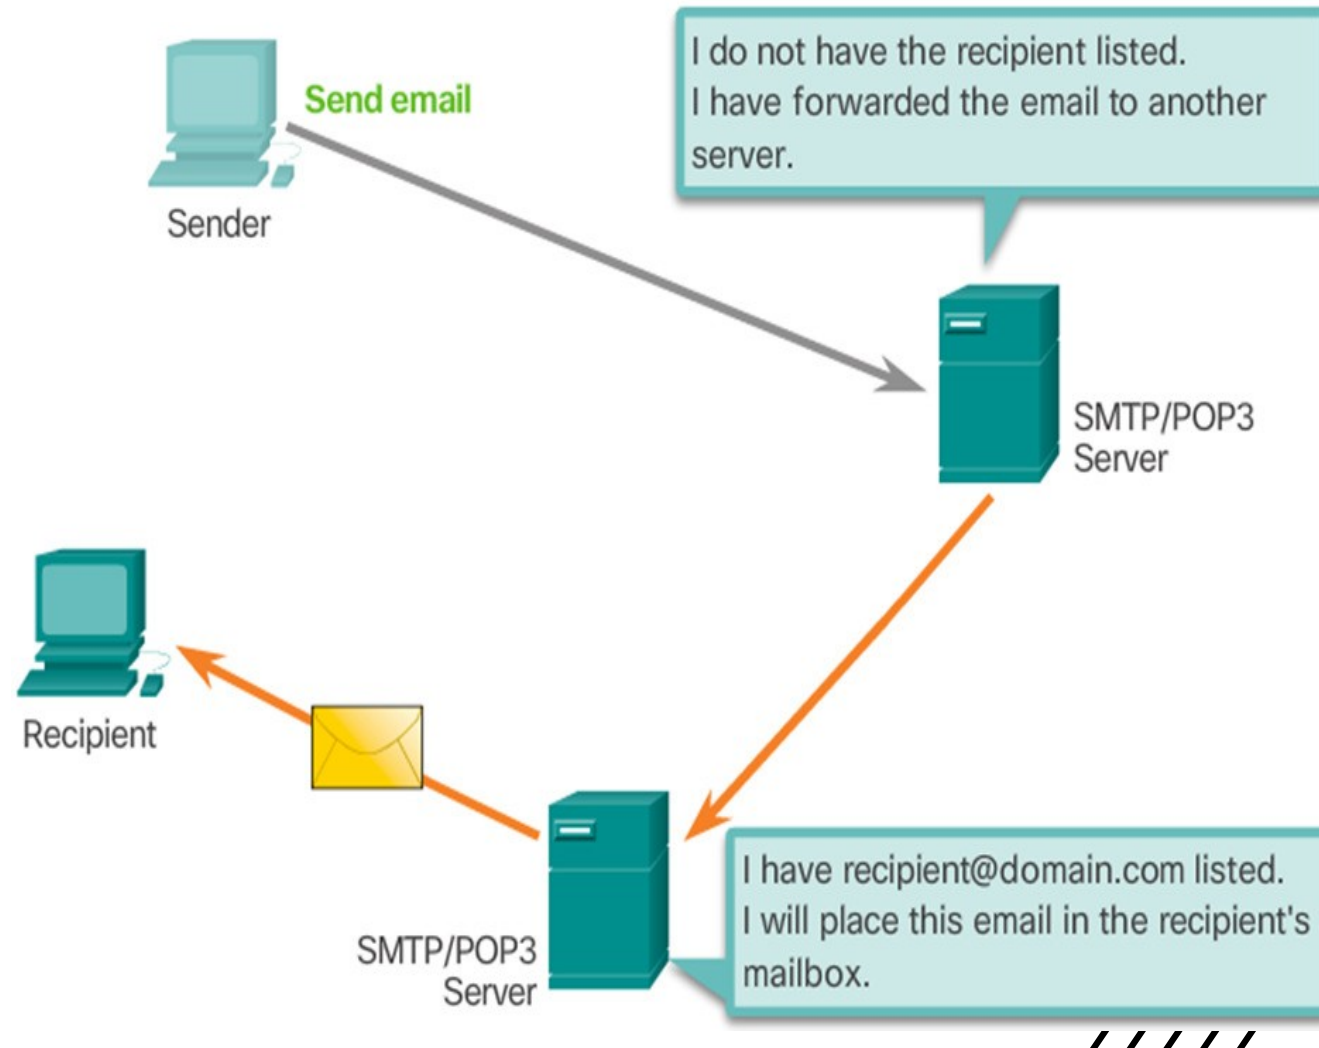 Send email
Sender
I do not have the recipient listed.
I have forwarded the email to another
server.
SMTP/POP3
Server
Recipient
SMTP/POP3
Server
I have recipient@domain.com listed.
I will place this email in the recipient's
mailbox.